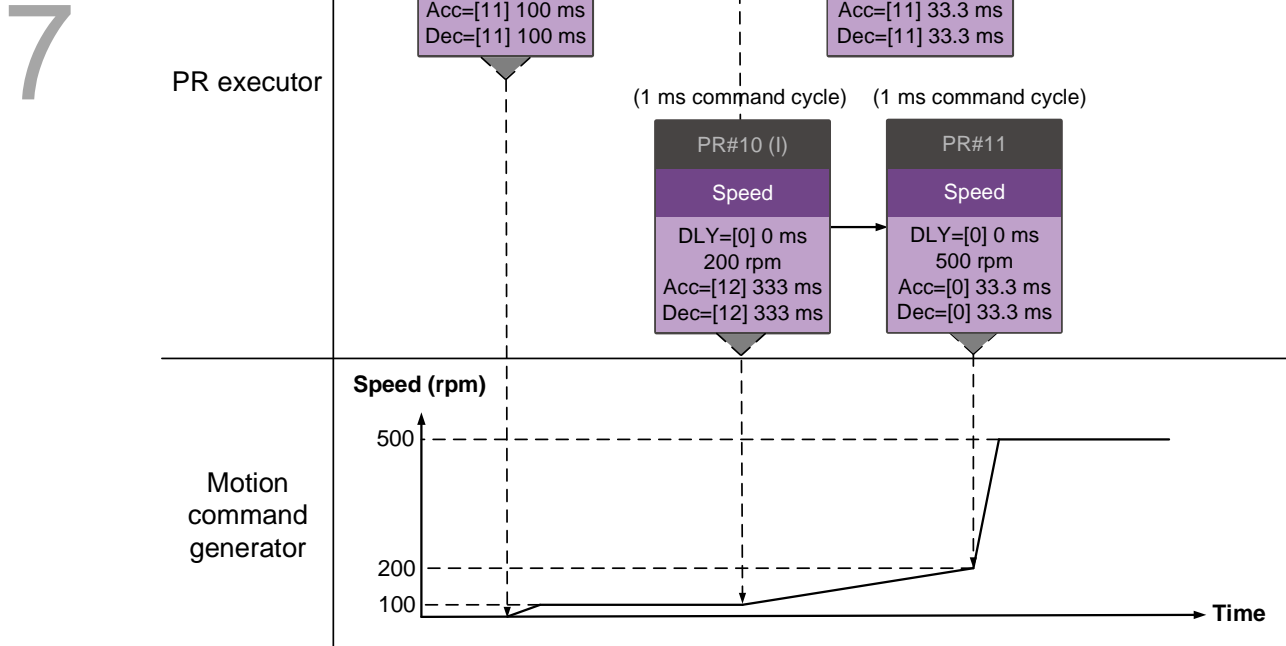 7
Acc=[11] 100 ms
Dec=[11] 100 ms
Acc=[11] 33.3 ms
Dec=[11] 33.3 ms
PR executor
(1 ms command cycle)
(1 ms command cycle)
PR#10 (I)
Speed
DLY=[0] 0 ms
200 rpm
Acc=[12] 333 ms
Dec=[12] 333 ms
PR#11
Speed
DLY=[0] 0 ms
500 rpm
Acc=[0] 33.3 ms
Dec=[0] 33.3 ms
Motion
command
generator
Speed (rpm)
500
200
100
Time